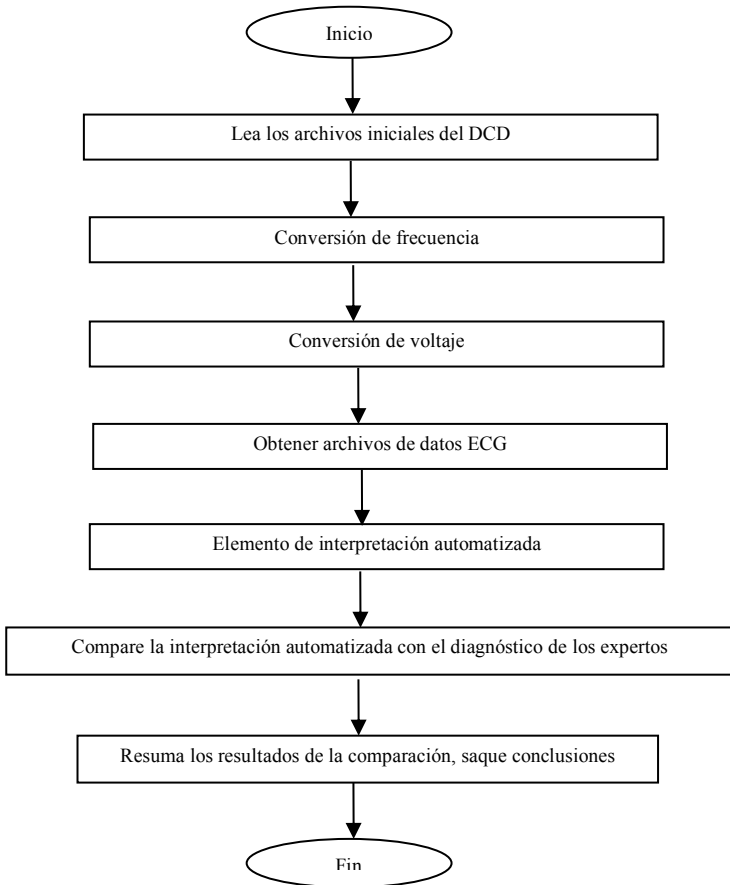 Inicio
Lea los archivos iniciales del DCD
Conversión de frecuencia
Conversión de voltaje
Obtener archivos de datos ECG
Elemento de interpretación automatizada
Compare la interpretación automatizada con el diagnóstico de los expertos
Resuma los resultados de la comparación, saque conclusiones
Fin